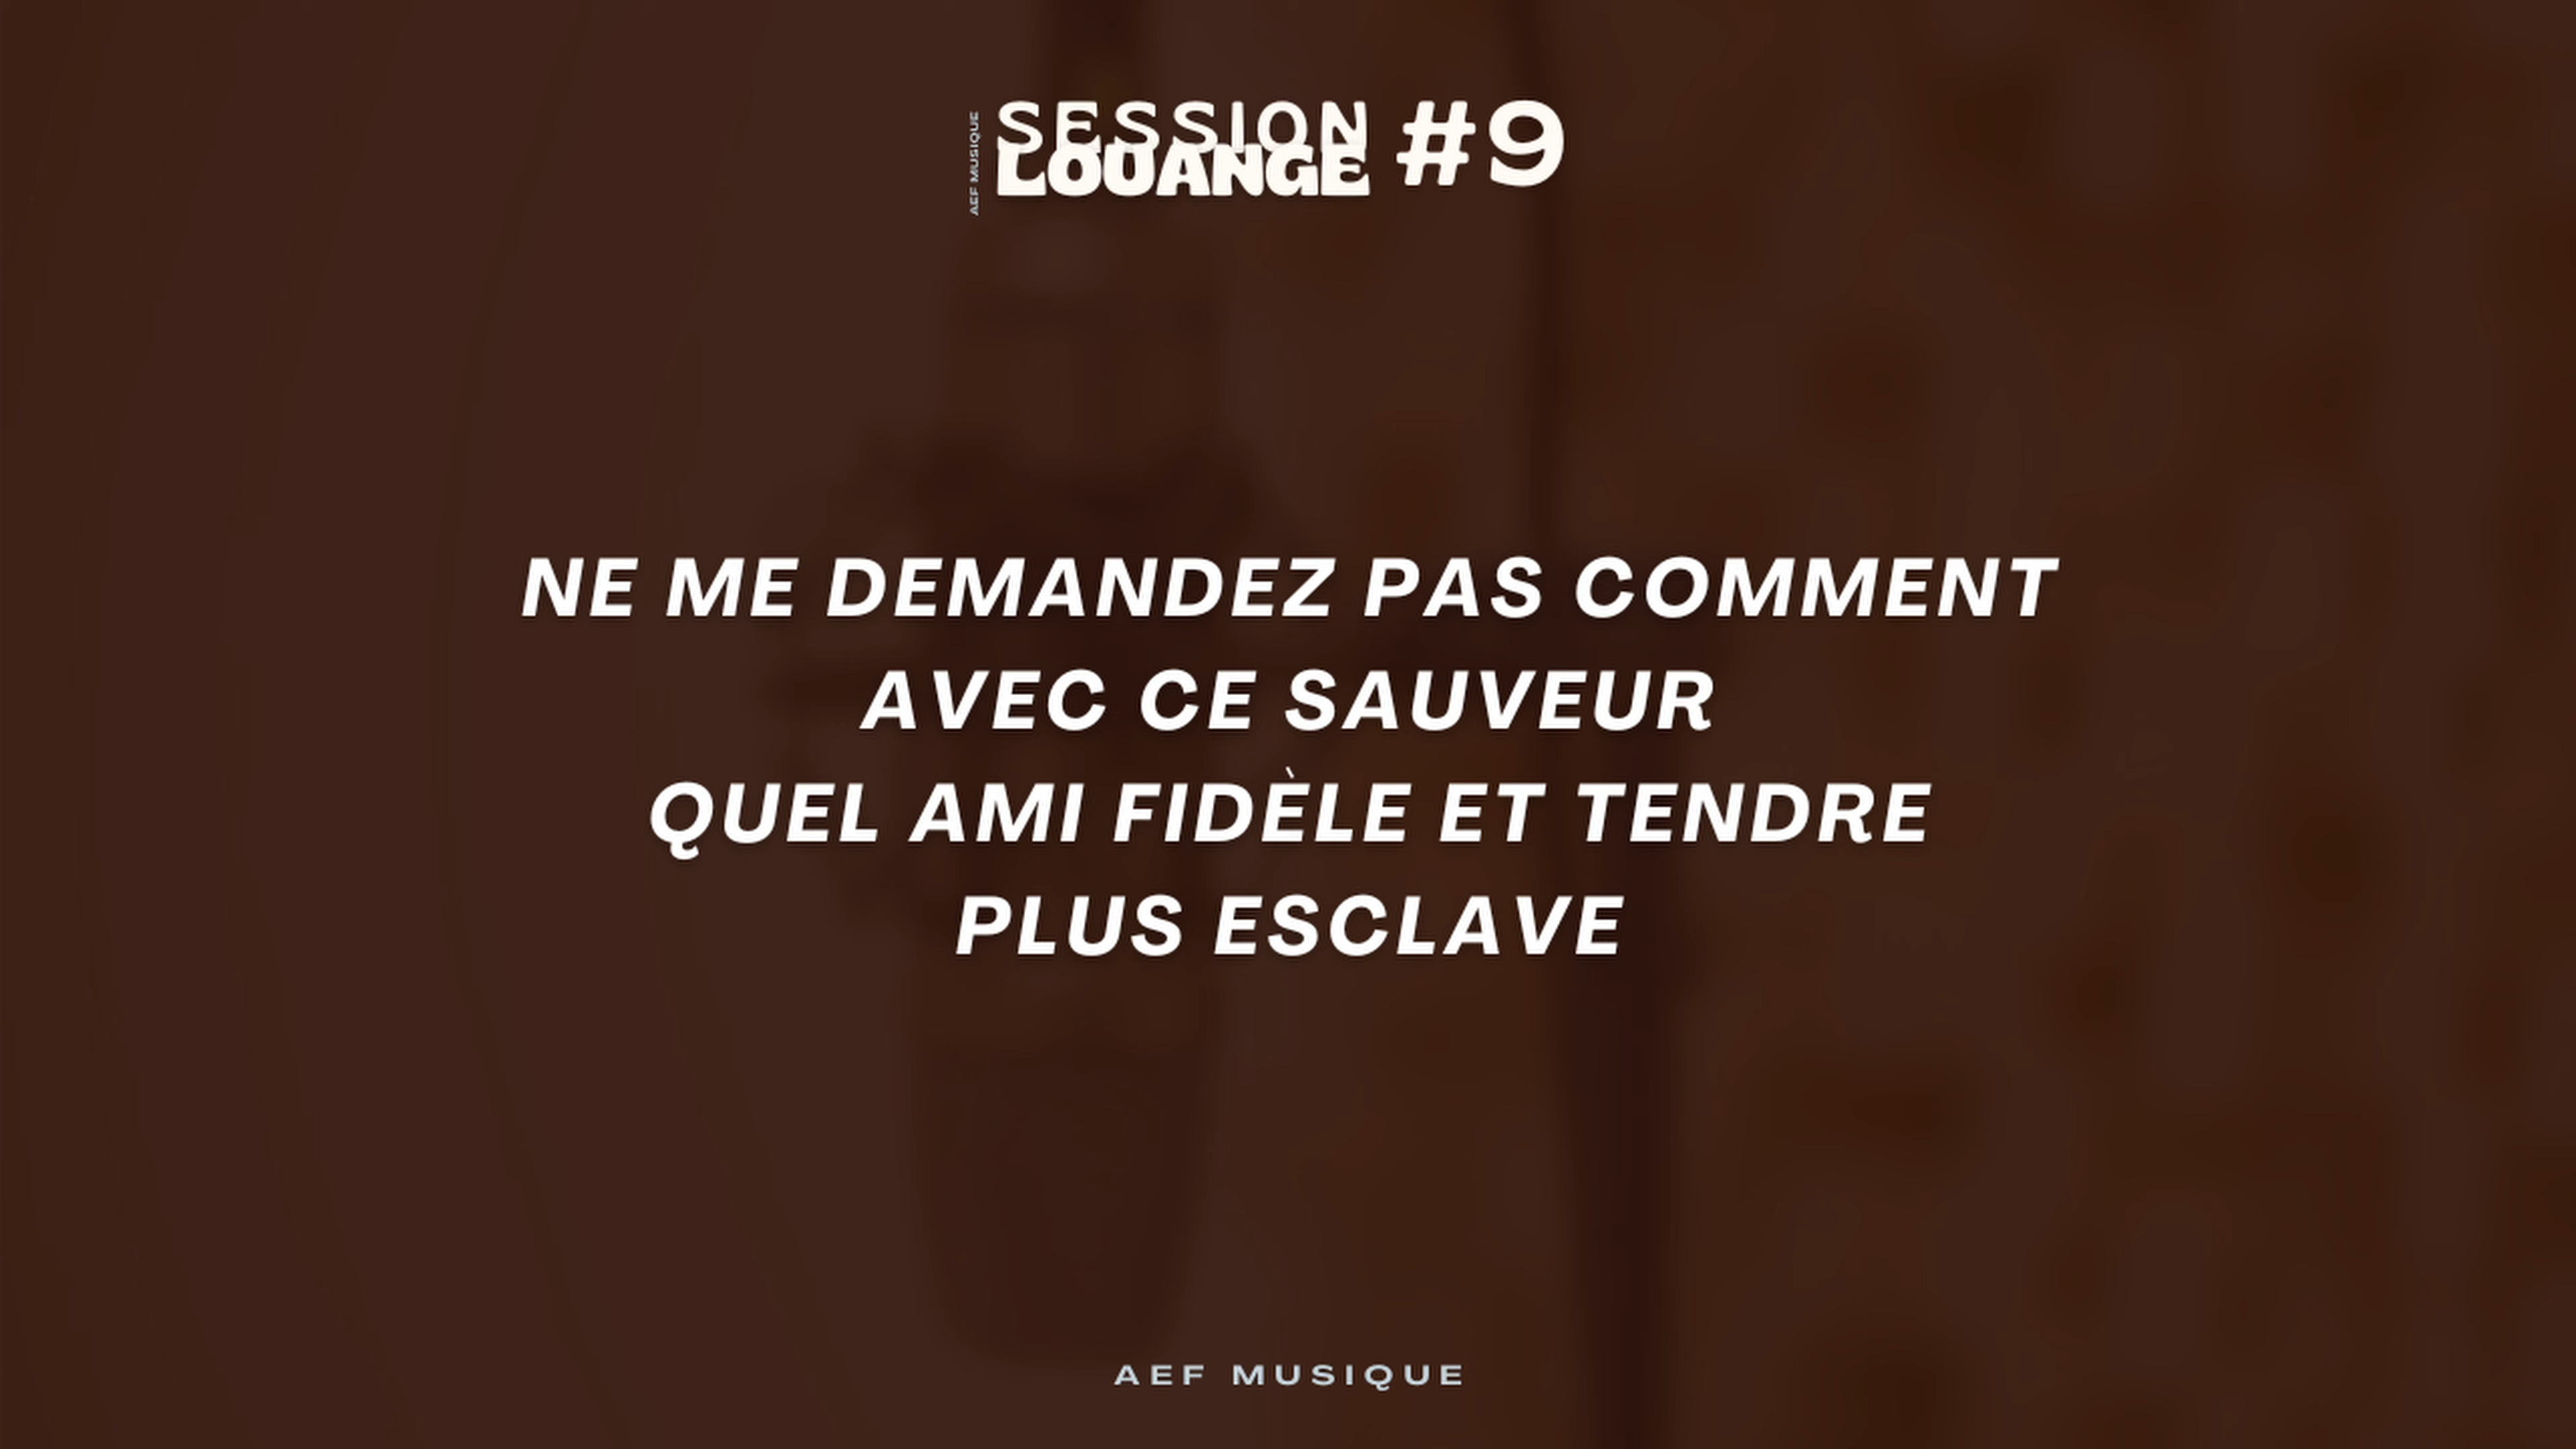 AEF MUSIQUE
SESSION
LOUANGE #9
NE ME DEMANDEZ PAS COMMENT
AVEC CE SAUVEUR
QUEL AMI FIDÈLE ET TENDRE
PLUS ESCLAVE
AEF MUSIQUE